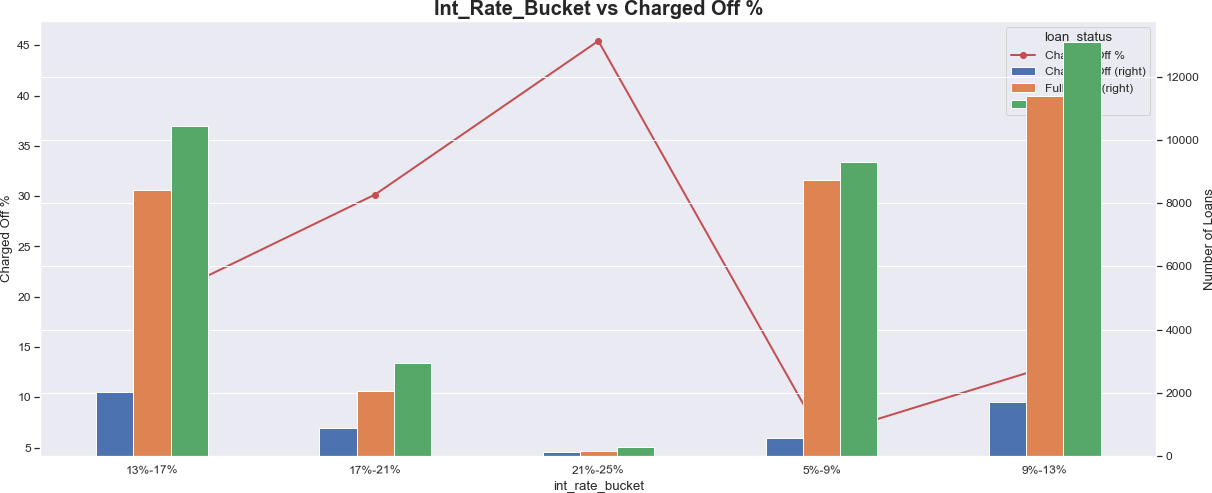 Int_Rate_Bucket vs Charged Off %
loan_status
Off %
Off (right)
(right)
45
40
35
30
25
20
15
10
5
Charged Off %
12000
10000
8000
6000
4000
2000
0
Number of Loans
13%-17%
17%-21%
21%-25%
5%-9%
9%-13%
int_rate_bucket